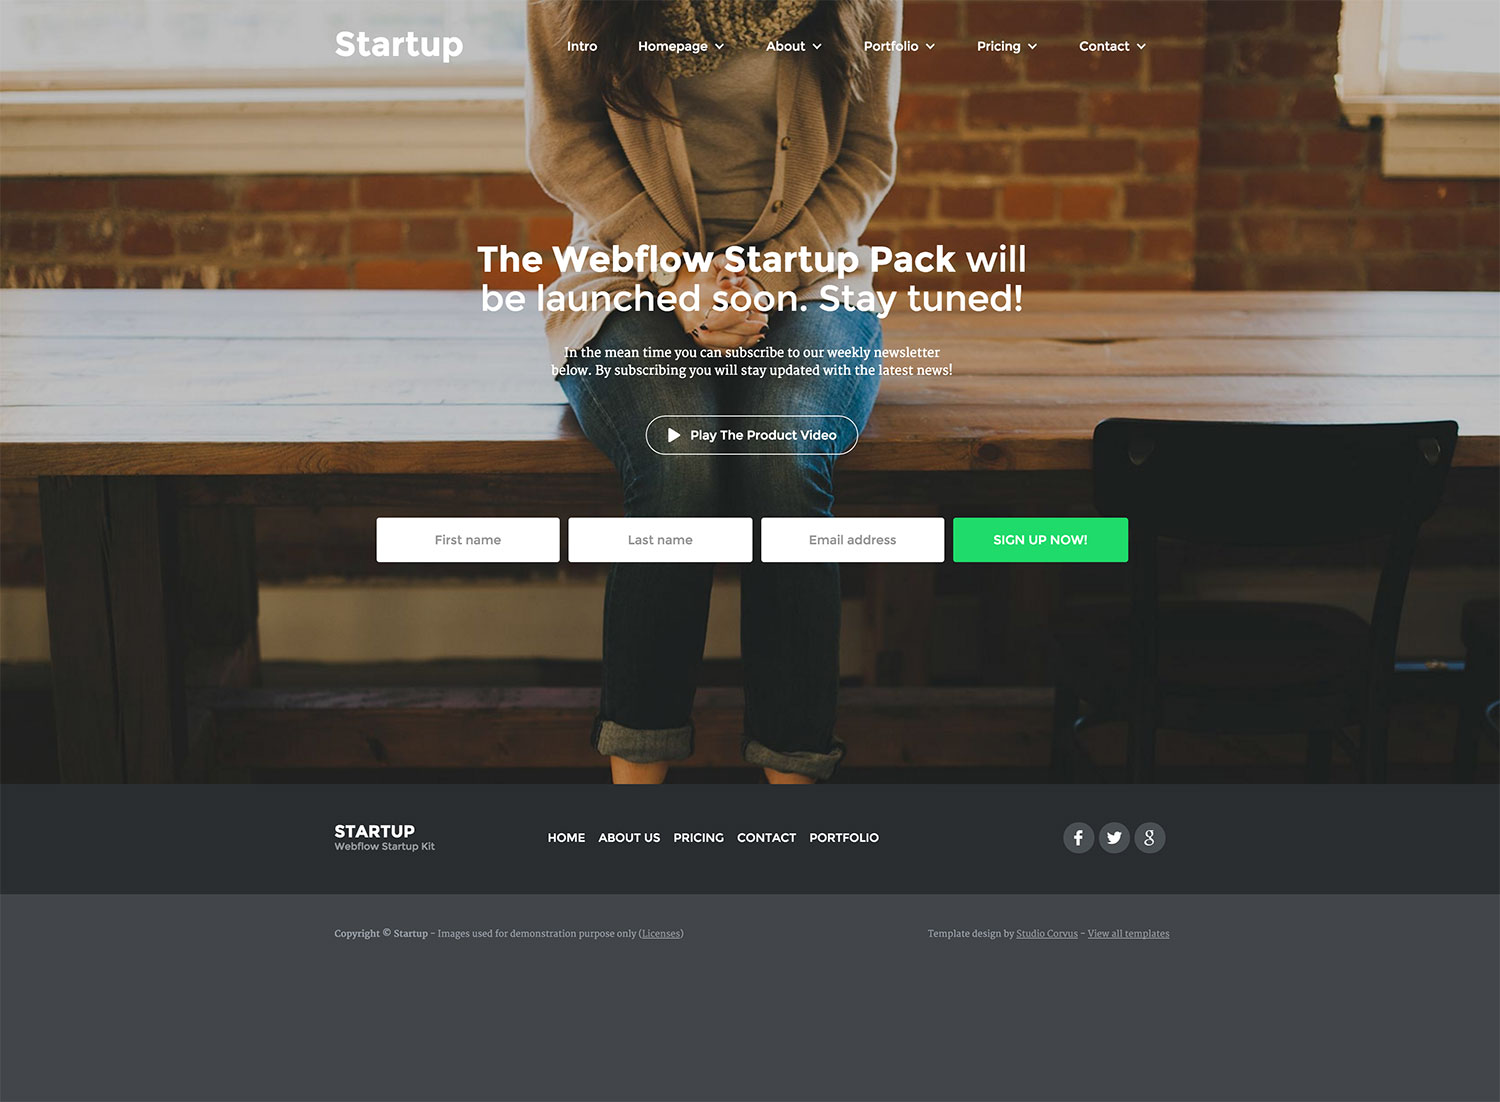 Startup
Intro Homepage About Portfolio Pricing Contact
The Webflow Startup Pack will
be launched soon. Stay tuned!
In the mean time you can subscribe to our weekly newsletter
below. By subscribing you will stay updated with the latest news!
Play The Product Video
First name Last name Email address SIGN UP NOW!
STARTUP
Webflow Startup Kit
HOME ABOUT US PRICING CONTACT PORTFOLIO
Copyright © Startup - Images used for demonstration purpose only (Licenses)
Template design by Studio Corvus - View all templates